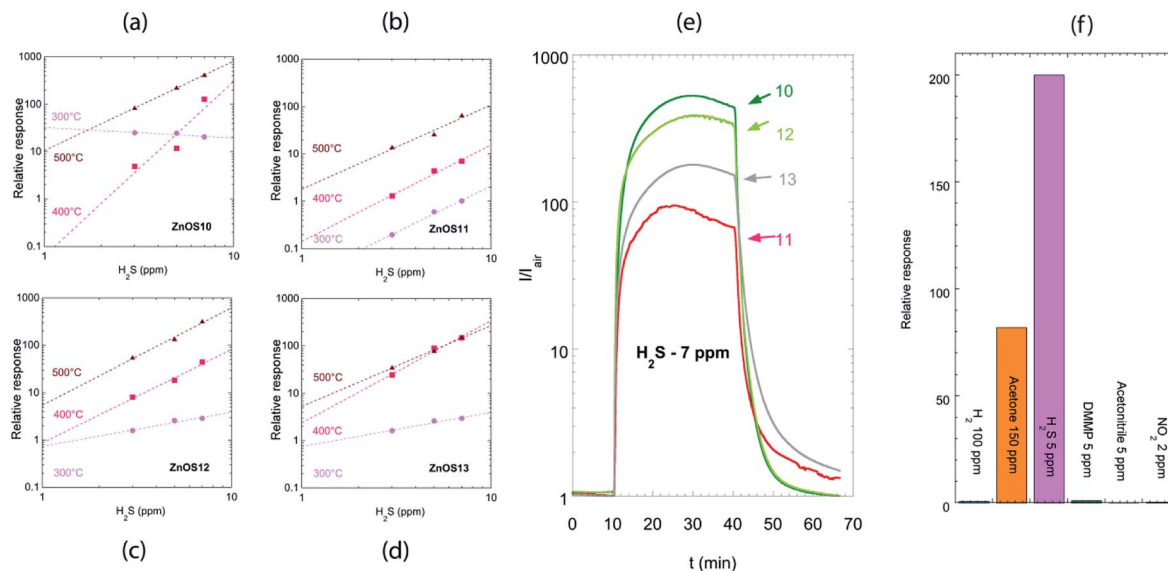 (a)
(b)
(e)
(f)
1000
100
10
1
0.1
Relative response
300°C
500°C
400°C
ZnOS10
1
10
H₂S (ppm)
1000
100
10
1
0.1
Relative response
500°C
400°C
300°C
ZnOS11
1
10
H₂S (ppm)
1000
100
10
1
0.1
Relative response
500°C
400°C
300°C
ZnOS12
1
10
H₂S (ppm)
(c)
1000
100
10
1
0.1
Relative response
500°C
400°C
300°C
ZnOS13
1
10
H₂S (ppm)
(d)
1000
100
10
1
I/Iair
10
12
13
11
H₂S - 7 ppm
0 10 20 30 40 50 60 70
t (min)
200
150
100
50
0
Relative response
H₂ 100 ppm
Acetone 150 ppm
H₂S 5 ppm
DMMP 5 ppm
Acetonitrile 5 ppm
NO₂ 2 ppm